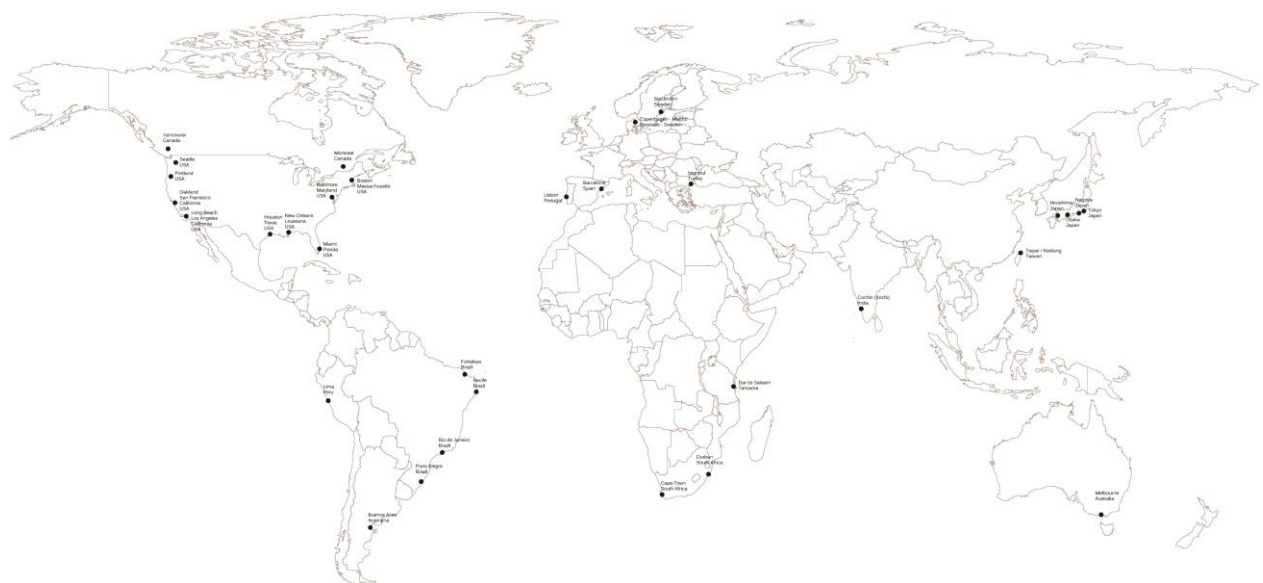 Stockholm
Sweden
Copenhagen - Malmö
Denmark - Sweden
Vancouver
Canada
Seattle
USA
Portland
USA
Oakland
San Francisco
California
USA
Long Beach
Los Angeles
California
USA
Montreal
Canada
Boston
Massachusetts
USA
Baltimore
Maryland
USA
Houston
Texas
USA
New Orleans
Louisiana
USA
Miami
Florida
USA
Lisbon
Portugal
Barcelona
Spain
Istanbul
Turkey
Hiroshima
Japan
Nagoya
Japan
Tokyo
Japan
Osaka
Japan
Taipei / Keelung
Taiwan
Cochin (Kochi)
India
Fortaleza
Brazil
Recife
Brazil
Lima
Peru
Dar es Salaam
Tanzania
Rio de Janeiro
Brazil
Porto Alegre
Brazil
Durban
South Africa
Cape Town
South Africa
Buenos Aires
Argentina
Melbourne
Australia